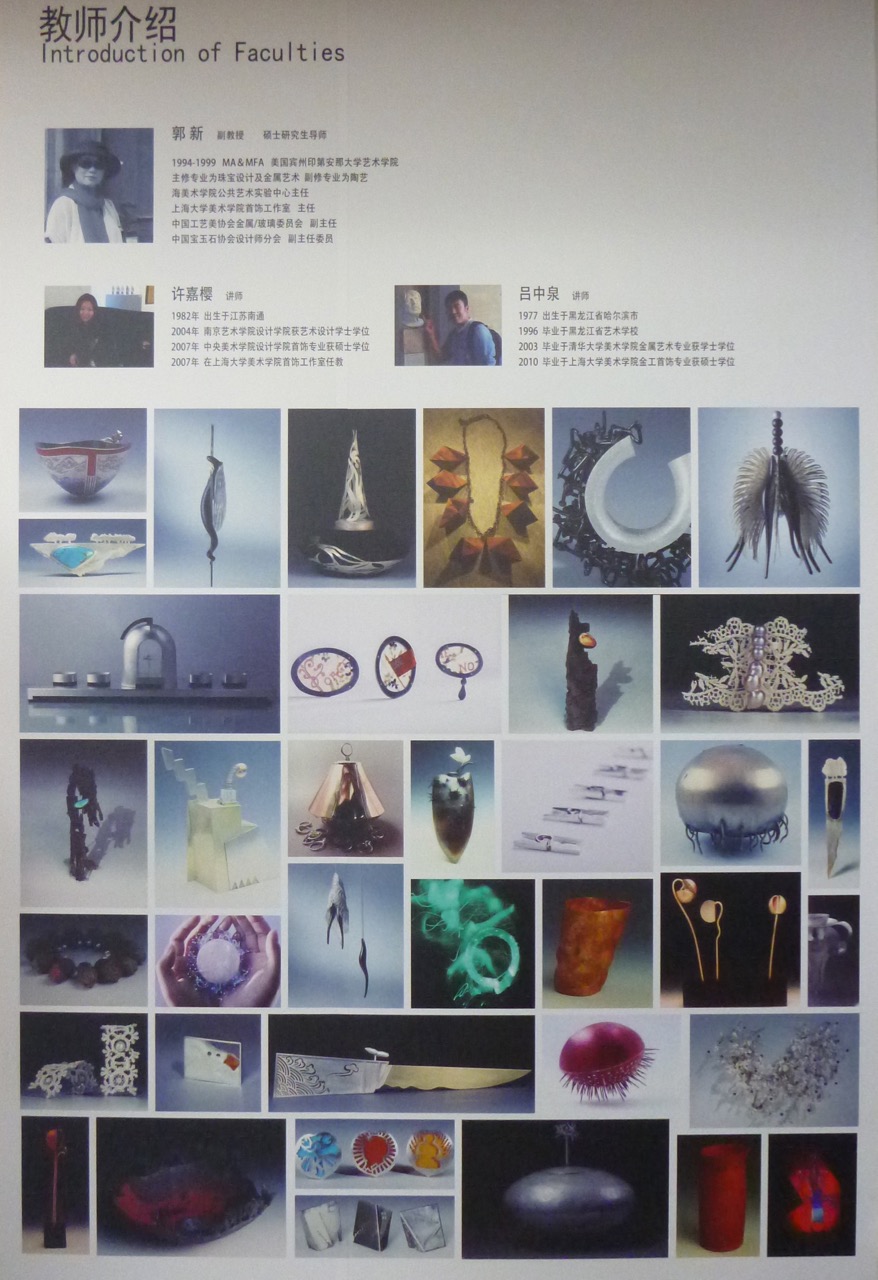 教师介绍
Introduction of Faculties
郭 新 副教授 硕士研究生导师
1994-1999 MA＆MFA 美国宾州印第安那大学艺术学院
主修专业为珠宝设计及金属艺术 副修专业为陶艺
海美术学院公共艺术实验中心主任
上海大学美术学院首饰工作室 主任
中国工艺美协会金属/玻璃委员会 副主任
中国宝玉石协会设计师分会 副主任委员
许嘉樱 讲师
1982年 出生于江苏南通
2004年 南京艺术学院设计学院获艺术设计学士学位
2007年 中央美术学院设计学院首饰专业获硕士学位
2007年 在上海大学美术学院首饰工作室任教
吕中泉 讲师
1977 出生于黑龙江省哈尔滨市
1996 毕业于黑龙江省艺术学校
2003 毕业于清华大学美术学院金属艺术专业获学士学位
2010 毕业于上海大学美术学院金工首饰专业获硕士学位
NO